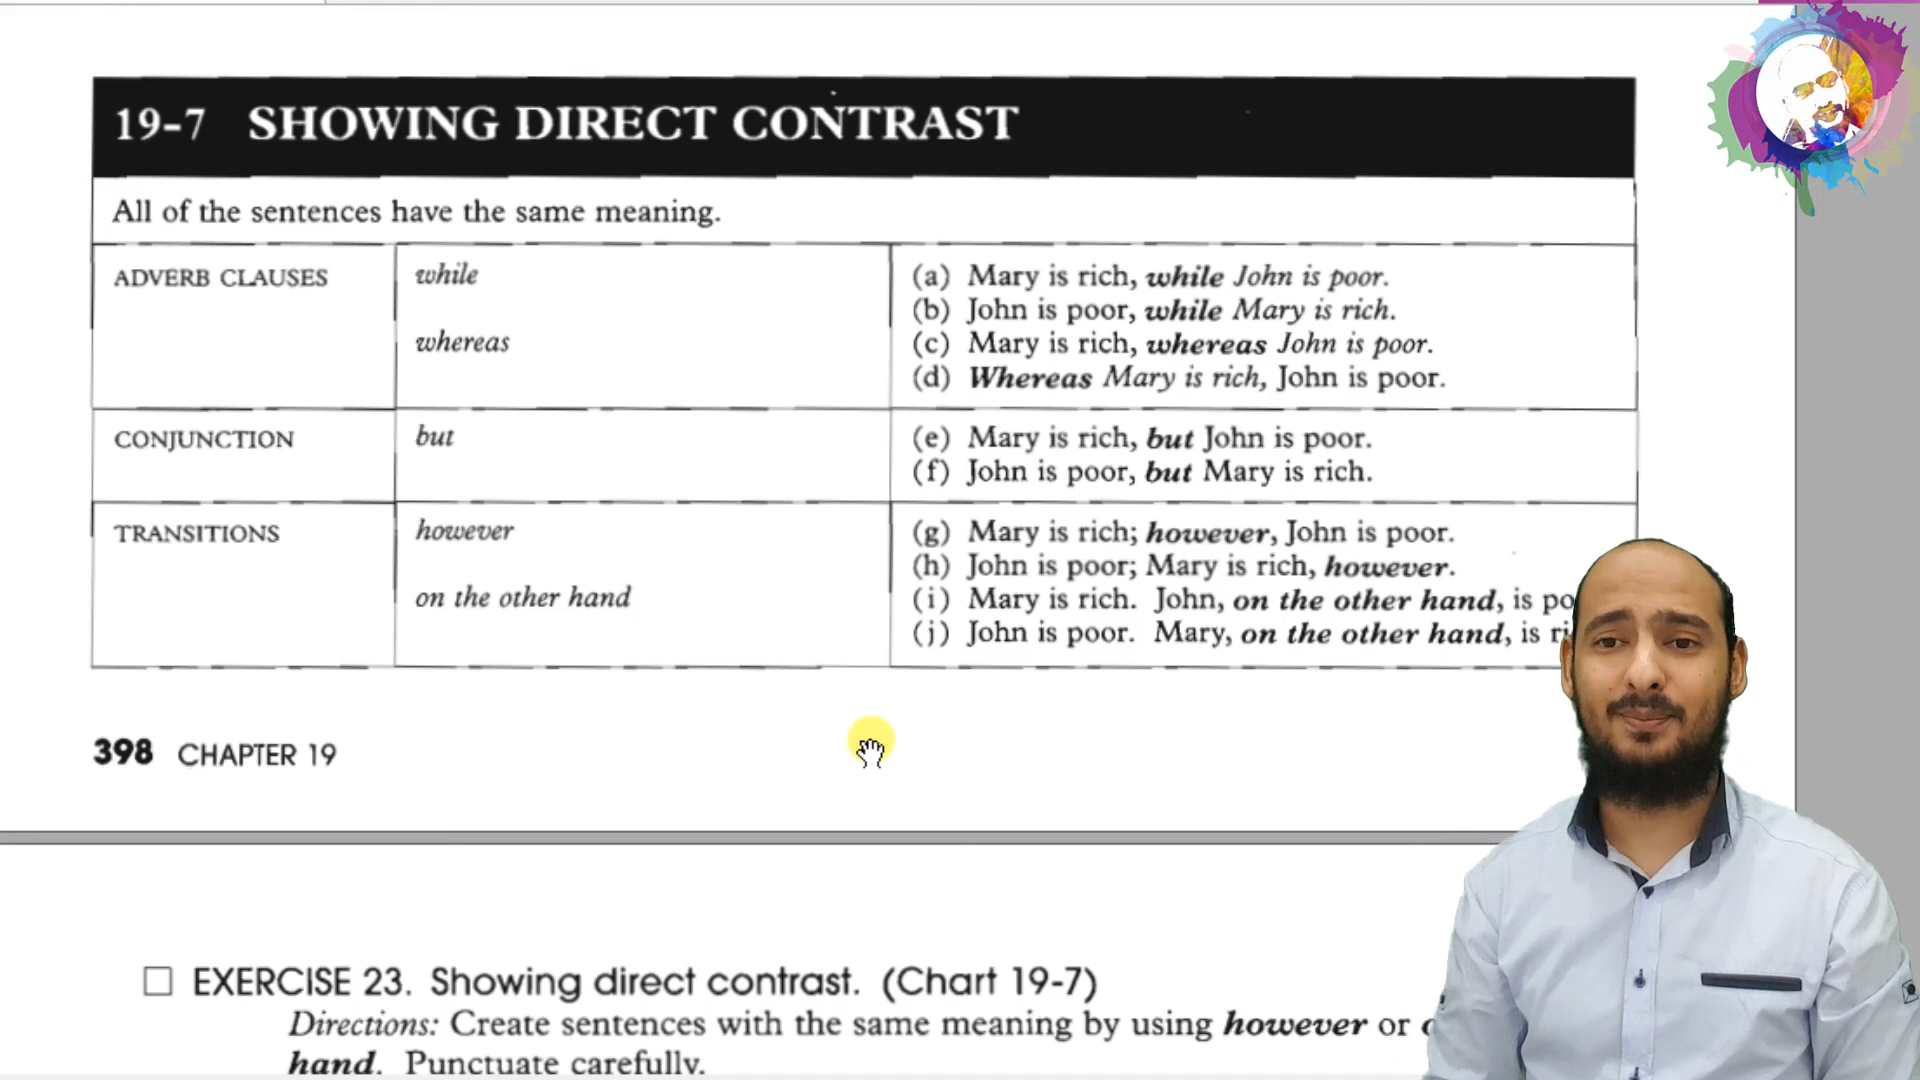 19-7 SHOWING DIRECT CONTRAST
All of the sentences have the same meaning.
ADVERB CLAUSES
while
whereas
(a) Mary is rich, while John is poor.
(b) John is poor, while Mary is rich.
(c) Mary is rich, whereas John is poor.
(d) Whereas Mary is rich, John is poor.
CONJUNCTION
but
(e) Mary is rich, but John is poor.
(f) John is poor, but Mary is rich.
TRANSITIONS
however
on the other hand
(g) Mary is rich; however, John is poor.
(h) John is poor; Mary is rich, however.
(i) Mary is rich. John, on the other hand, is
(j) John is poor. Mary, on the other hand, is
398 CHAPTER 19
EXERCISE 23. Showing direct contrast. (Chart 19-7)
Directions: Create sentences with the same meaning by using however or
hand. Punctuate carefully.